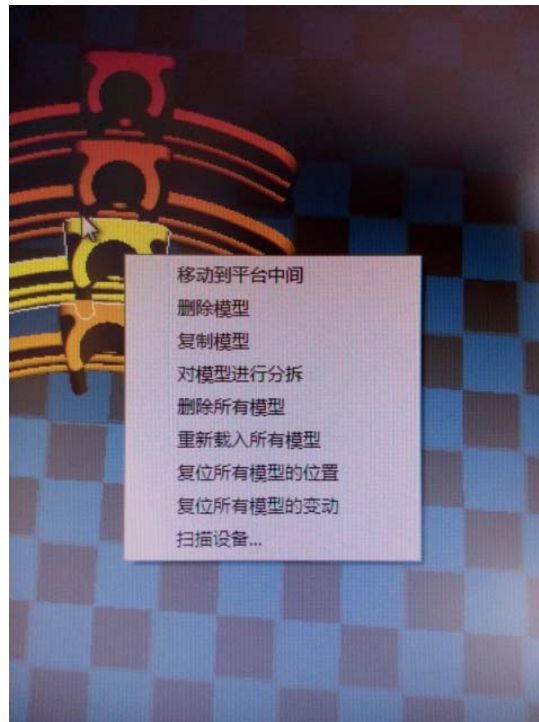 移动到平台中间
删除模型
复制模型
对模型进行分拆
删除所有模型
重新载入所有模型
复位所有模型的位置
复位所有模型的变动
扫描设备...